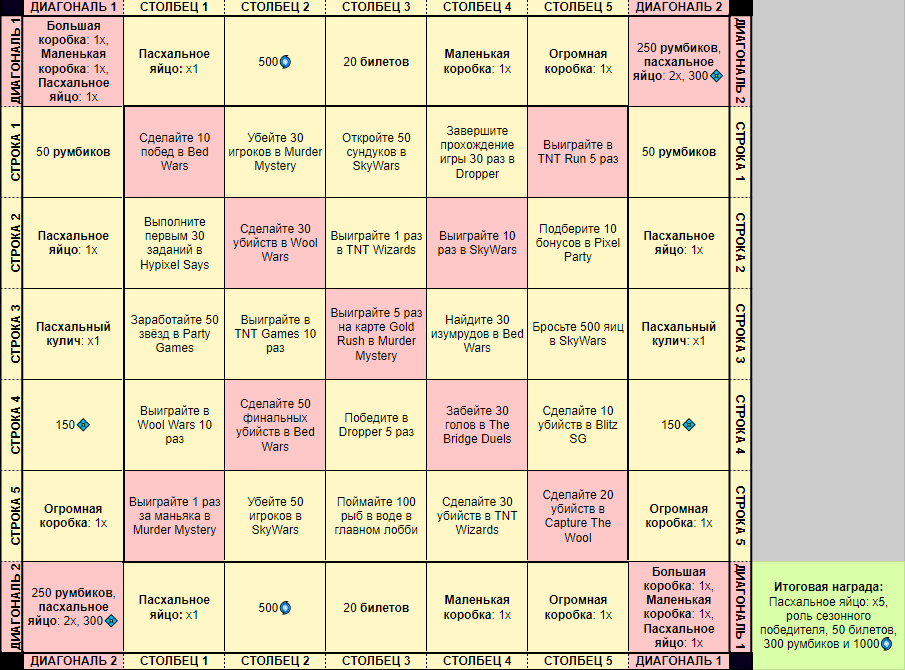 ДИАГОНАЛЬ 1 СТОЛБЕЦ 1 СТОЛБЕЦ 2 СТОЛБЕЦ 3 СТОЛБЕЦ 4 СТОЛБЕЦ 5 ДИАГОНАЛЬ 2
ДИАГОНАЛЬ 1
Большая
коробка: 1x,
Маленькая
коробка: 1x,
Пасхальное
яйцо: 1x
Пасхальное
яйцо: x1
500
20 билетов
Маленькая
коробка: 1x
Огромная
коробка: 1x
250 румбиков,
пасхальное
яйцо: 2x, 300
ДИАГОНАЛЬ 2
СТРОКА 1
50 румбиков
Сделайте 10
побед в Bed
Wars
Убейте 30
игроков в Murder
Mystery
Откройте 50
сундуков в
SkyWars
Завершите
прохождение
игры 30 раз в
Dropper
Выиграйте в
TNT Run 5 раз
50 румбиков
СТРОКА 1
СТРОКА 2
Пасхальное
яйцо: 1x
Выполните
первым 30
заданий в
Hypixel Says
Сделайте 30
убийств в Wool
Wars
Выиграйте 1 раз
в TNT Wizards
Выиграйте 10
раз в SkyWars
Подберите 10
бонусов в Pixel
Party
Пасхальное
яйцо: 1x
СТРОКА 2
СТРОКА 3
Пасхальный
кулич: x1
Заработайте 50
звёзд в Party
Games
Выиграйте в
TNT Games 10
раз
Выиграйте 5 раз
на карте Gold
Rush в Murder
Mystery
Найдите 30
изумрудов в Bed
Wars
Бросьте 500 яиц
в SkyWars
Пасхальный
кулич: x1
СТРОКА 3
СТРОКА 4
150
Выиграйте в
Wool Wars 10
раз
Сделайте 50
финальных
убийств в Bed
Wars
Победите в
Dropper 5 раз
Забейте 30
голов в The
Bridge Duels
Сделайте 10
убийств в Blitz
SG
150
СТРОКА 4
СТРОКА 5
Огромная
коробка: 1x
Выиграйте 1 раз
за маньяка в
Murder Mystery
Убейте 50
игроков в
SkyWars
Поймайте 100
рыб в воде в
главном лобби
Сделайте 30
убийств в TNT
Wizards
Сделайте 20
убийств в
Capture The
Wool
Огромная
коробка: 1x
СТРОКА 5
ДИАГОНАЛЬ 2
250 румбиков,
пасхальное
яйцо: 2x, 300
Пасхальное
яйцо: x1
500
20 билетов
Маленькая
коробка: 1x
Огромная
коробка: 1x
Большая
коробка: 1x,
Маленькая
коробка: 1x,
Пасхальное
яйцо: 1x
ДИАГОНАЛЬ 1
Итоговая награда:
Пасхальное яйцо: x5,
роль сезонного
победителя, 50 билетов,
300 румбиков и 1000
ДИАГОНАЛЬ 2 СТОЛБЕЦ 1 СТОЛБЕЦ 2 СТОЛБЕЦ 3 СТОЛБЕЦ 4 СТОЛБЕЦ 5 ДИАГОНАЛЬ 1